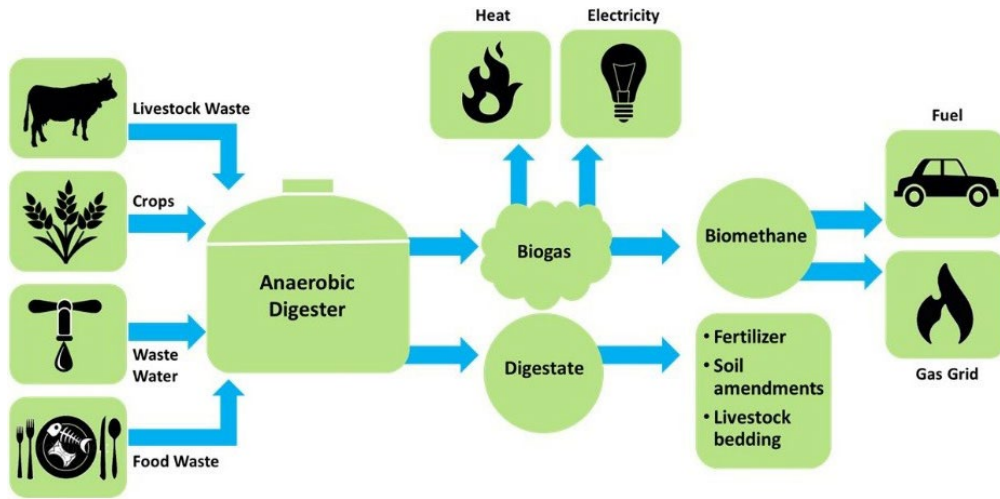 Heat
Electricity
Livestock Waste
Fuel
Crops
Biomethane
Biogas
Anaerobic
Digester
• Fertilizer
• Soil
amendments
• Livestock
bedding
Waste
Water
Digestate
Gas Grid
Food Waste